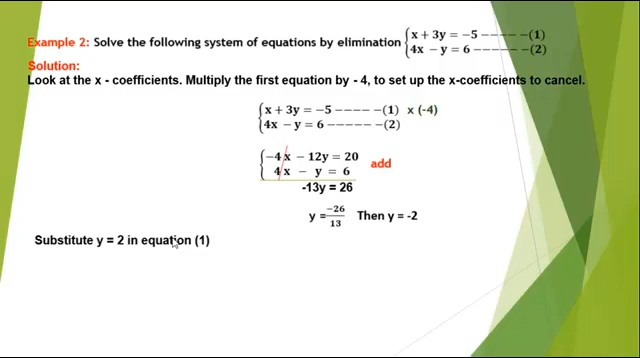 Example 2: Solve the following system of equations by elimination {x + 3y = −5 −−−− −(1)
{4x − y = 6 −−−−− −(2)
Solution:
Look at the x - coefficients. Multiply the first equation by - 4, to set up the x-coefficients to cancel.
{x + 3y = −5 −−−− −(1) x (-4)
{4x − y = 6 −−−−− −(2)
{−4x − 12y = 20
4x − y = 6 add
-13y = 26
y = −26/13 Then y = -2
Substitute y = 2 in equation (1)